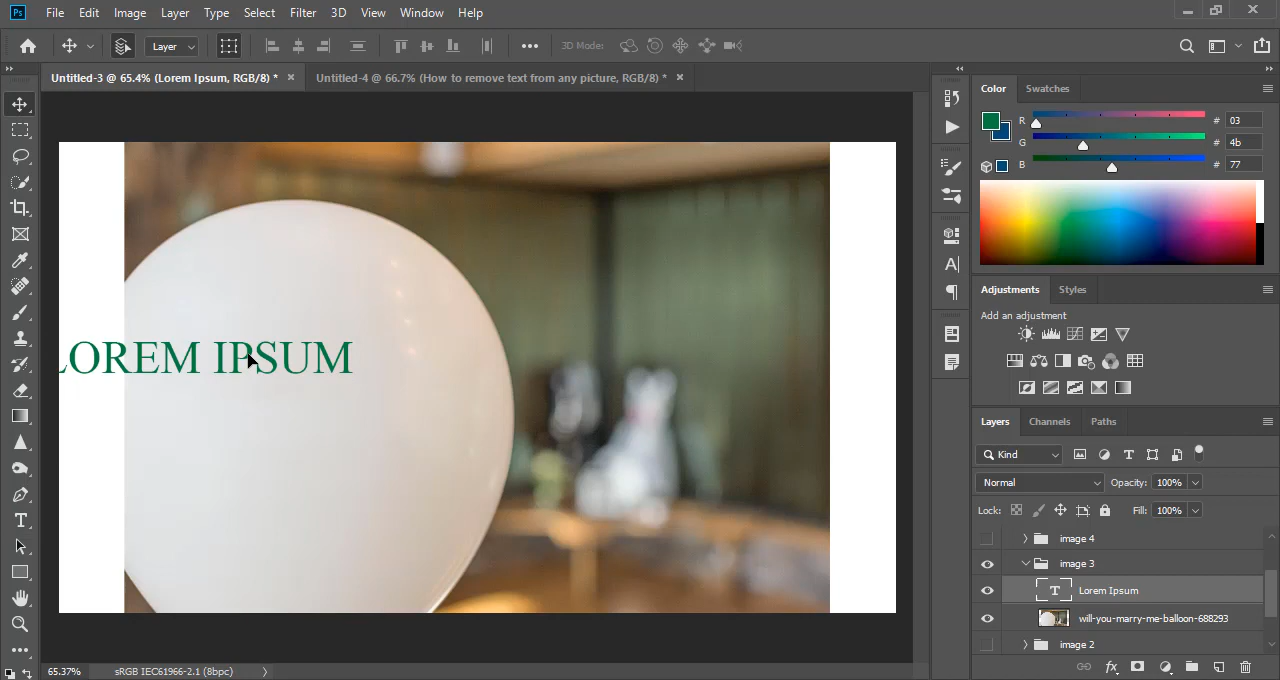 Ps File Edit Image Layer Type Select Filter 3D View Window Help
Layer 3D Mode:
Untitled-3 @ 65.4% (Lorem Ipsum, RGB/8) * × Untitled-4 @ 66.7% (How to remove text from any picture, RGB/8) * ×
Color Swatches
R # 03
G # 4b
B # 77
LOREM IPSUM
Adjustments Styles
Add an adjustment
Layers Channels Paths
Kind
Normal Opacity: 100%
Lock: Fill: 100%
image 4
image 3
T Lorem Ipsum
will-you-marry-me-balloon-688293
image 2
65.37% sRGB IEC61966-2.1 (8bpc)